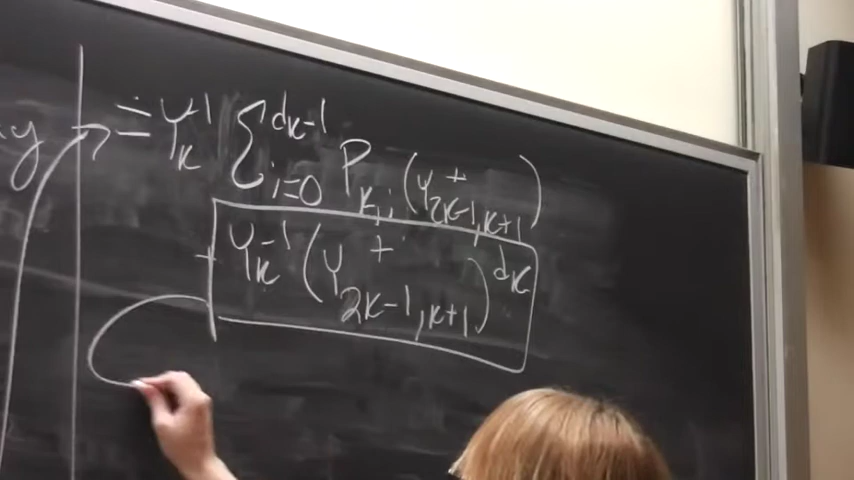 y
≐ Y_k^{-1} Σ_{i=0}^{d_k-1} P_{k,i} (y^+_{2k-1,k+1})
+ Y_k^{-1} (y^+_{2k-1,k+1})^{d_k}